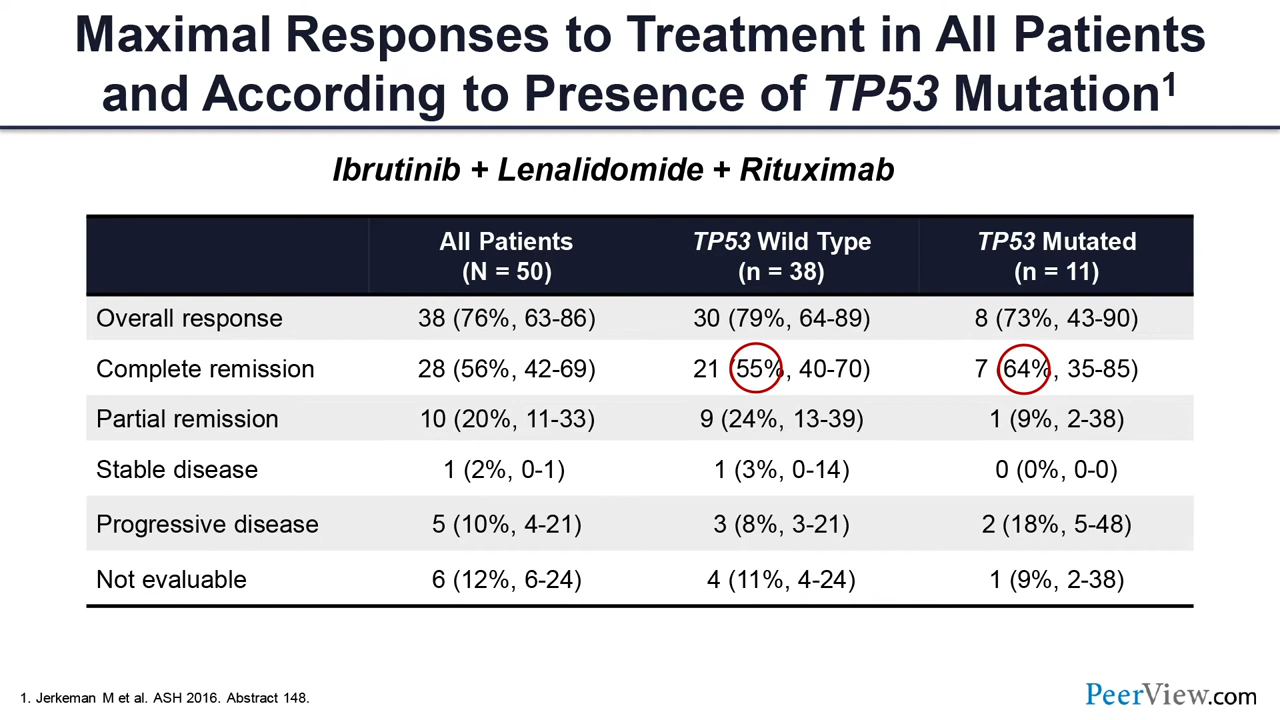 Maximal Responses to Treatment in All Patients
and According to Presence of TP53 Mutation¹
Ibrutinib + Lenalidomide + Rituximab
All Patients TP53 Wild Type TP53 Mutated
(N = 50) (n = 38) (n = 11)
Overall response 38 (76%, 63-86) 30 (79%, 64-89) 8 (73%, 43-90)
Complete remission 28 (56%, 42-69) 21 (55%, 40-70) 7 (64%, 35-85)
Partial remission 10 (20%, 11-33) 9 (24%, 13-39) 1 (9%, 2-38)
Stable disease 1 (2%, 0-1) 1 (3%, 0-14) 0 (0%, 0-0)
Progressive disease 5 (10%, 4-21) 3 (8%, 3-21) 2 (18%, 5-48)
Not evaluable 6 (12%, 6-24) 4 (11%, 4-24) 1 (9%, 2-38)
1. Jerkeman M et al. ASH 2016. Abstract 148.
PeerView.com